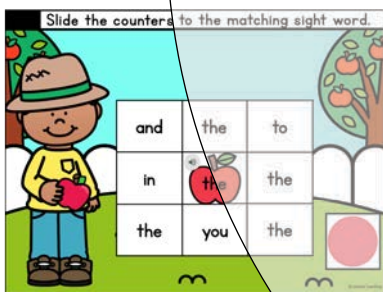 Slide the counters to the matching sight word.
and the to
in the the
the you the